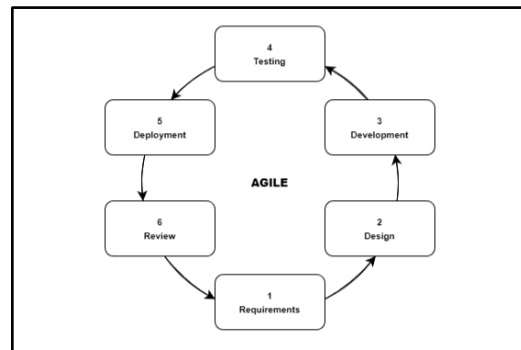 4
Testing
5
Deployment
3
Development
AGILE
6
Review
2
Design
1
Requirements